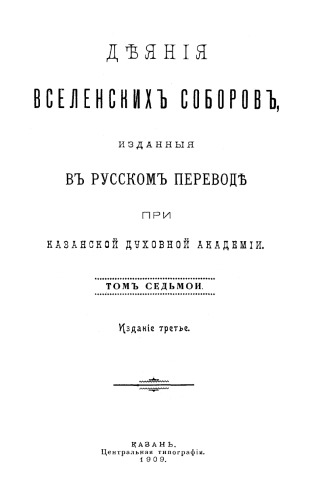 ДѢЯНІЯ
ВСЕЛЕНСКИХЪ СОБОРОВЪ,
ИЗДАННЫЯ
ВЪ РУССКОМЪ ПЕРЕВОДѢ
ПРИ
КАЗАНСКОЙ ДУХОВНОЙ АКАДЕМІИ.
ТОМЪ СЕДЬМОЙ.
Изданіе третье.
КАЗАНЬ.
Центральная типографія.
1909.